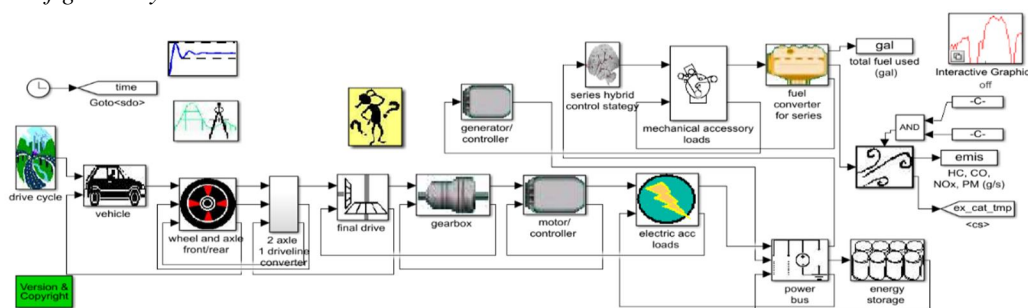 gal
total fuel used
(gal)
Interactive Graphic
off
time
Goto<sdo>
series hybrid
control stategy
mechanical accessory
loads
fuel
converter
for series
generator/
controller
-C-
AND
-C-
emis
HC, CO,
NOx, PM (g/s)
ex_cat_tmp
<cs>
drive cycle
vehicle
wheel and axle
front/rear
2 axle
1 driveline
converter
final drive
gearbox
motor/
controller
electric acc
loads
power
bus
energy
storage
Version &
Copyright